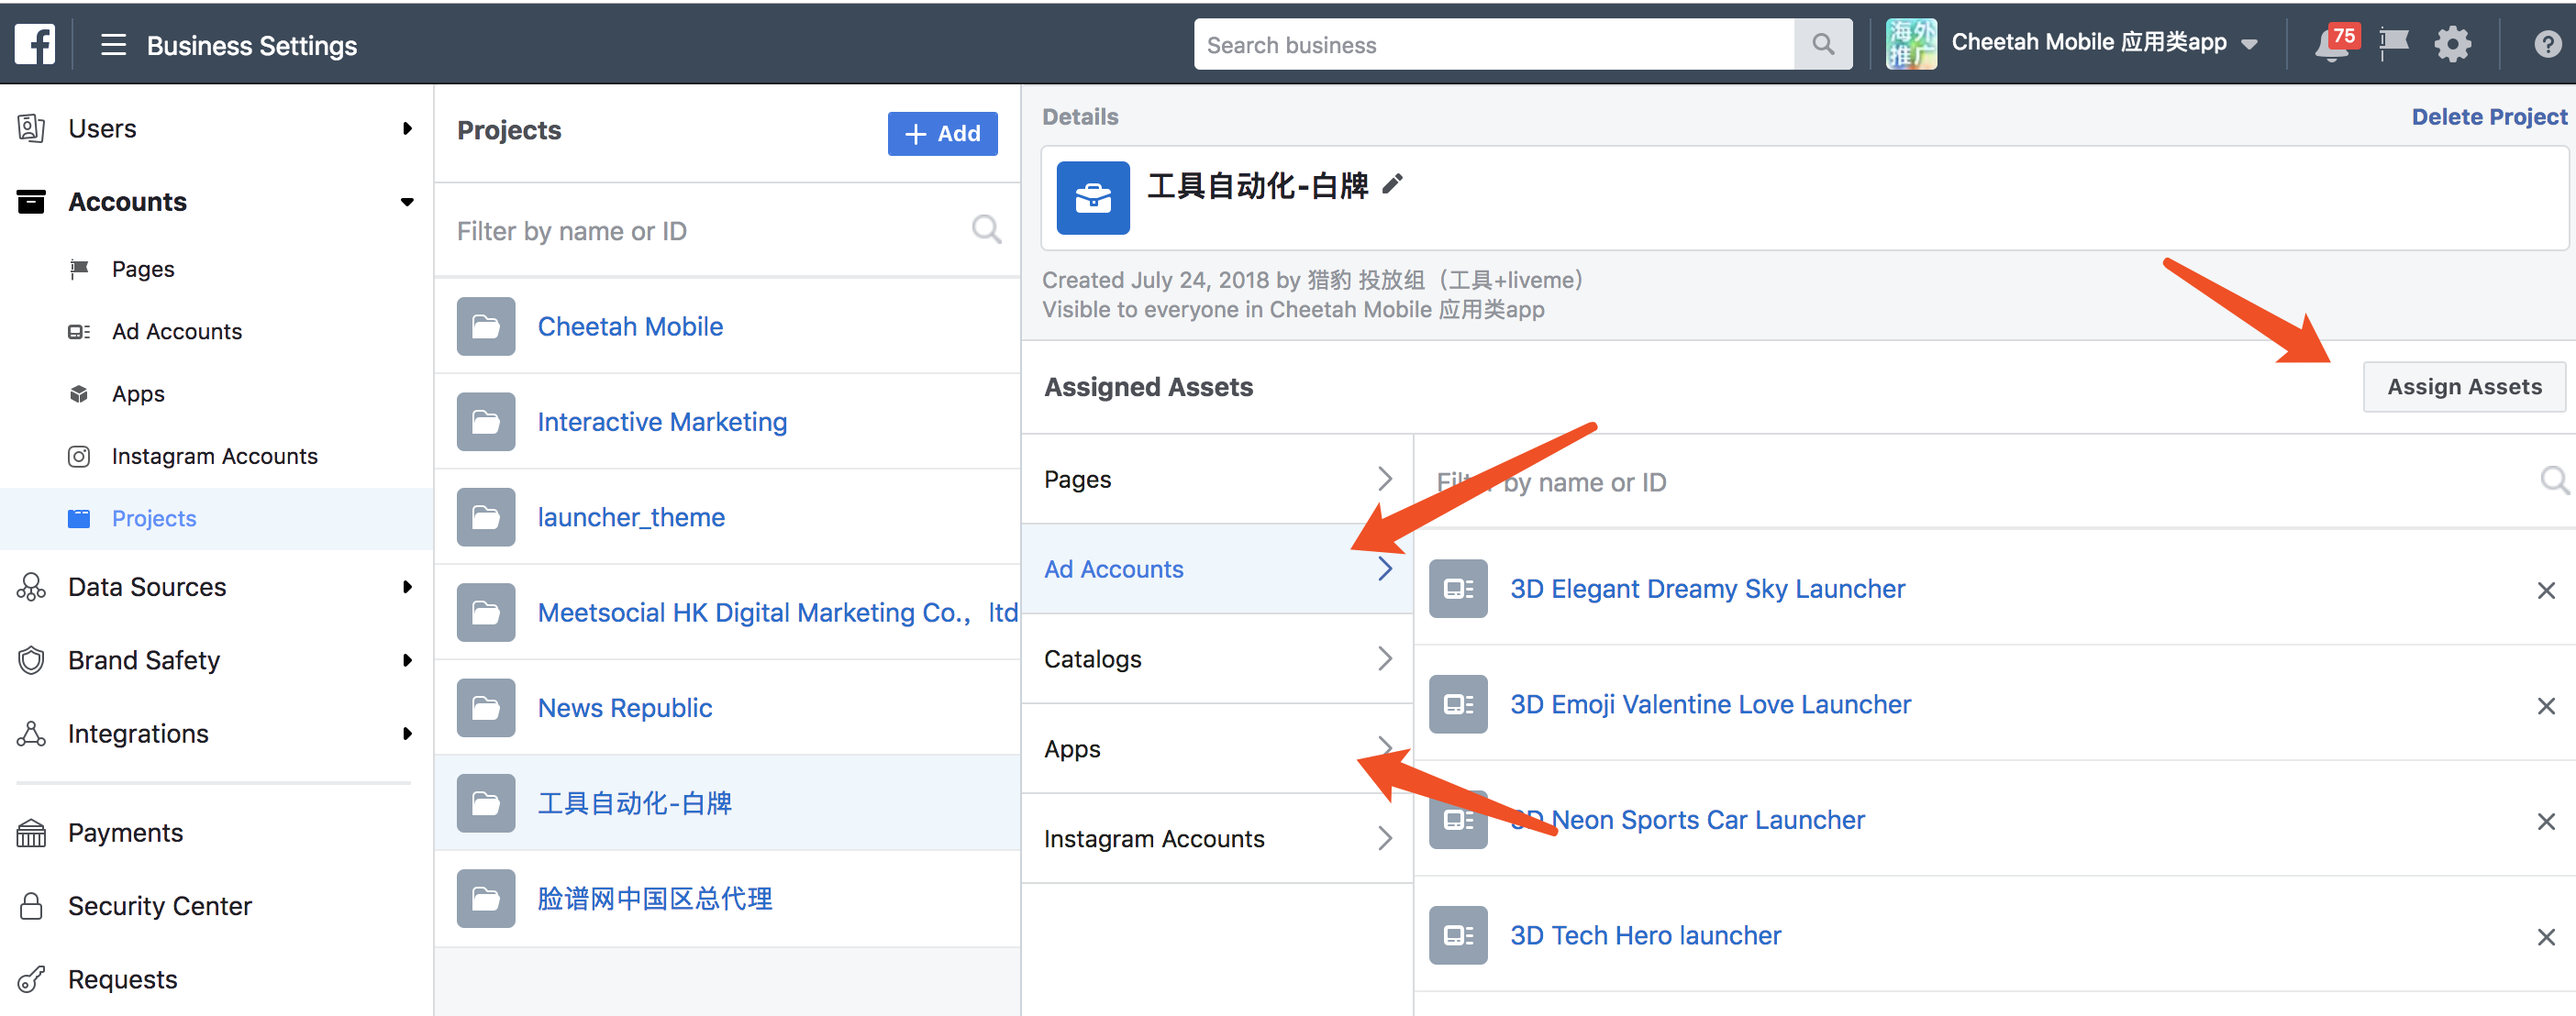 Business Settings
Search business
海外
推广
Cheetah Mobile 应用类app
75
Users
Accounts
Pages
Ad Accounts
Apps
Instagram Accounts
Projects
Data Sources
Brand Safety
Integrations
Payments
Security Center
Requests
Projects
+ Add
Filter by name or ID
Cheetah Mobile
Interactive Marketing
launcher_theme
Meetsocial HK Digital Marketing Co.，ltd
News Republic
工具自动化-白牌
脸谱网中国区总代理
Details
Delete Project
工具自动化-白牌
Created July 24, 2018 by 猎豹 投放组（工具+liveme）
Visible to everyone in Cheetah Mobile 应用类app
Assigned Assets
Assign Assets
Pages
Ad Accounts
Catalogs
Apps
Instagram Accounts
Filter by name or ID
3D Elegant Dreamy Sky Launcher
3D Emoji Valentine Love Launcher
3D Neon Sports Car Launcher
3D Tech Hero launcher